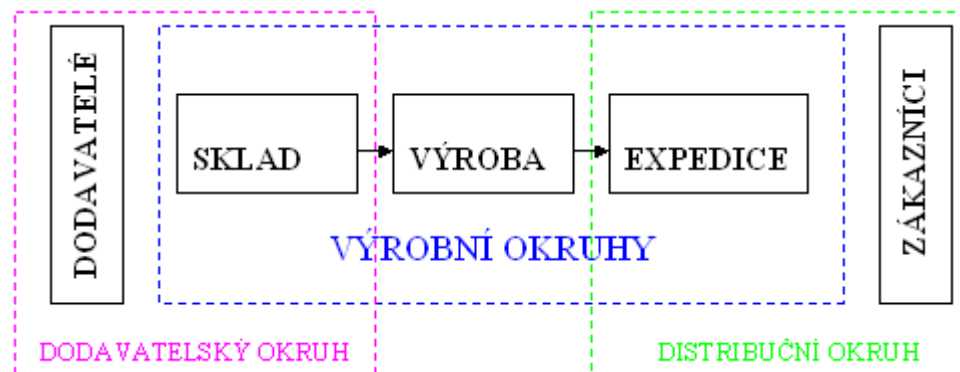 DODAVATELÉ
SKLAD
VÝROBA
EXPEDICE
ZÁKAZNÍCI
VÝROBNÍ OKRUHY
DODAVATELSKÝ OKRUH
DISTRIBUČNÍ OKRUH